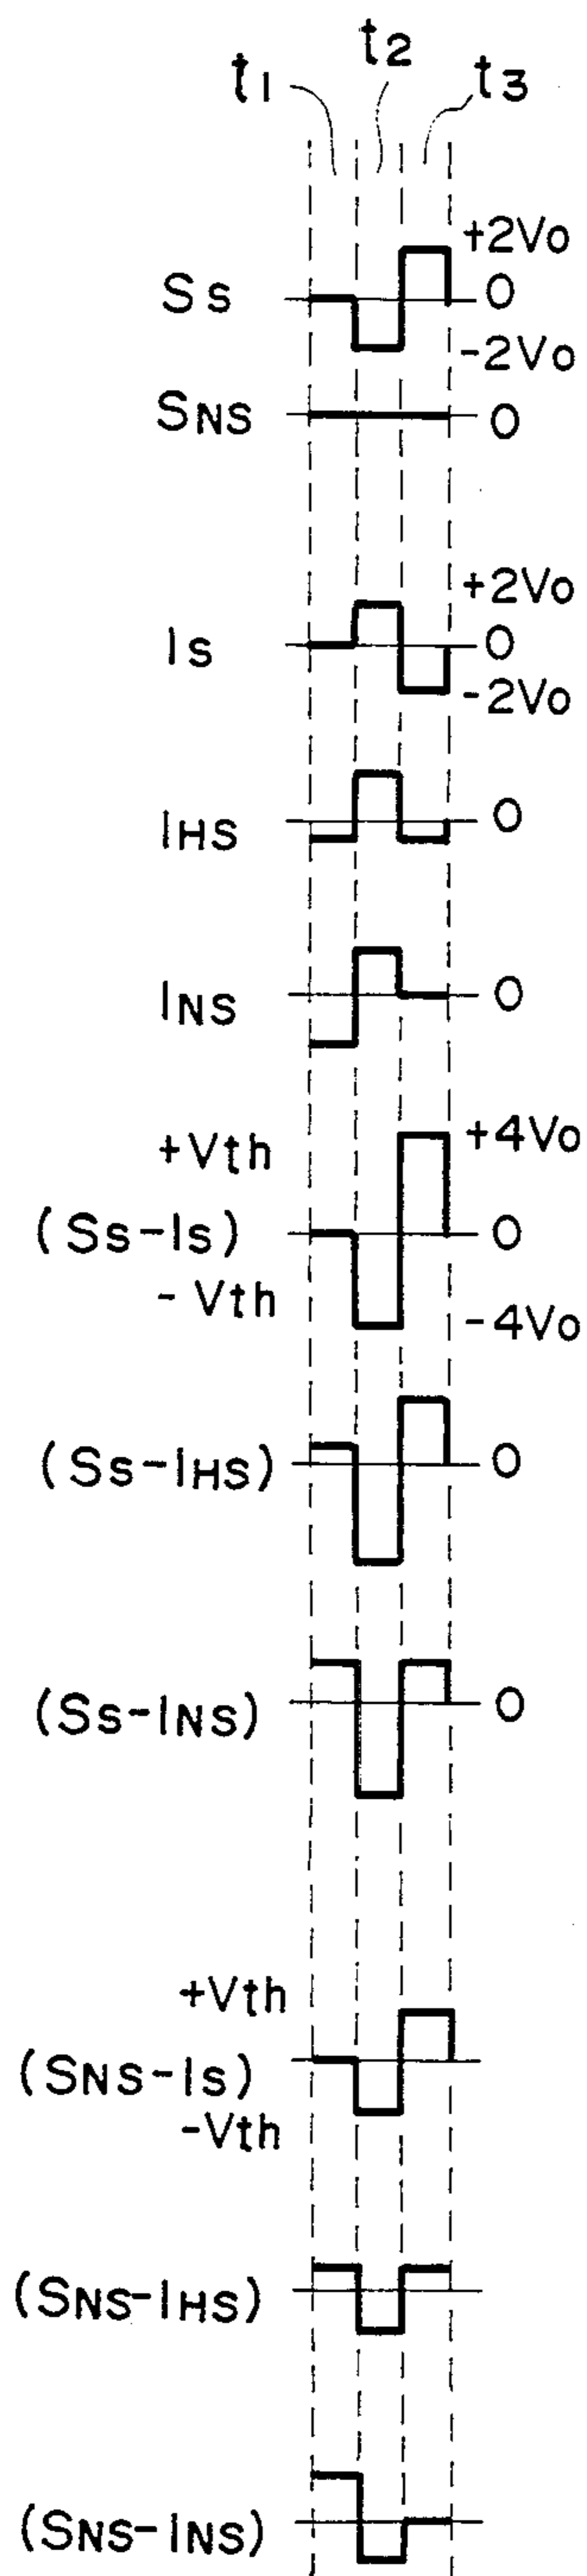 t1 t2 t3
+2Vo
Ss 0
-2Vo
SNS 0
+2Vo
Is 0
-2Vo
IHS 0
INS 0
+Vth +4Vo
(Ss-Is) 0
-Vth -4Vo
(Ss-IHS) 0
(Ss-INS) 0
+Vth
(SNS-Is)
-Vth
(SNS-IHS)
(SNS-INS)